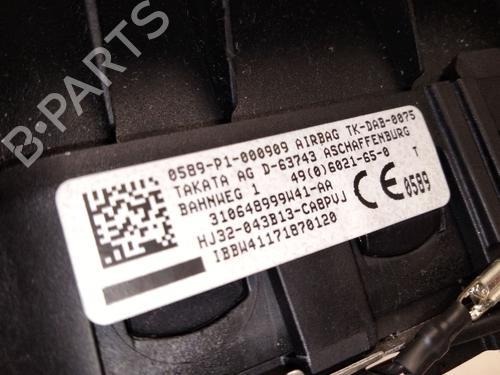 B-PARTS
0589-P1-000909 AIRBAG TK-DAB-0075
TAKATA AG D-63743 ASCHAFFENBURG
BAHNWEG 1 49(0)6021-65-0 T
310648999W41-AA
HJ32-043B13-CA8PVJ
IBBW41171870120
CE 0589